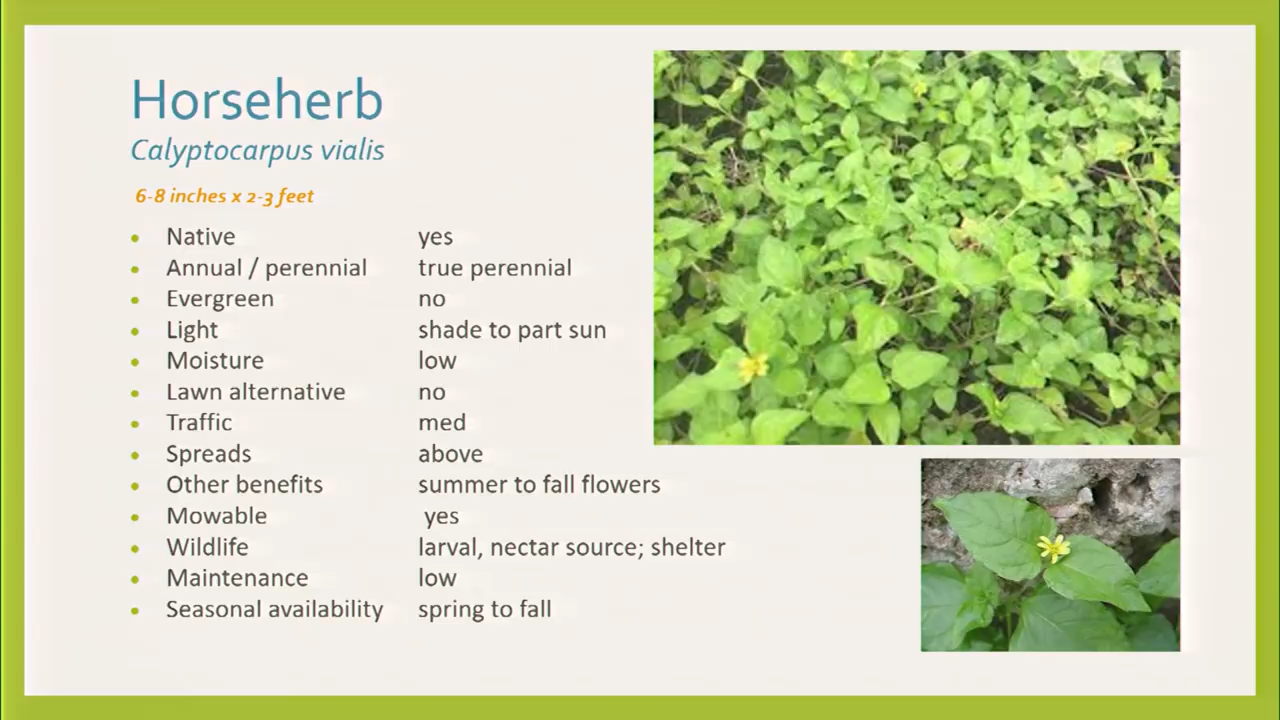 Horseherb
Calyptocarpus vialis
6-8 inches x 2-3 feet
• Native yes
• Annual / perennial true perennial
• Evergreen no
• Light shade to part sun
• Moisture low
• Lawn alternative no
• Traffic med
• Spreads above
• Other benefits summer to fall flowers
• Mowable yes
• Wildlife larval, nectar source; shelter
• Maintenance low
• Seasonal availability spring to fall